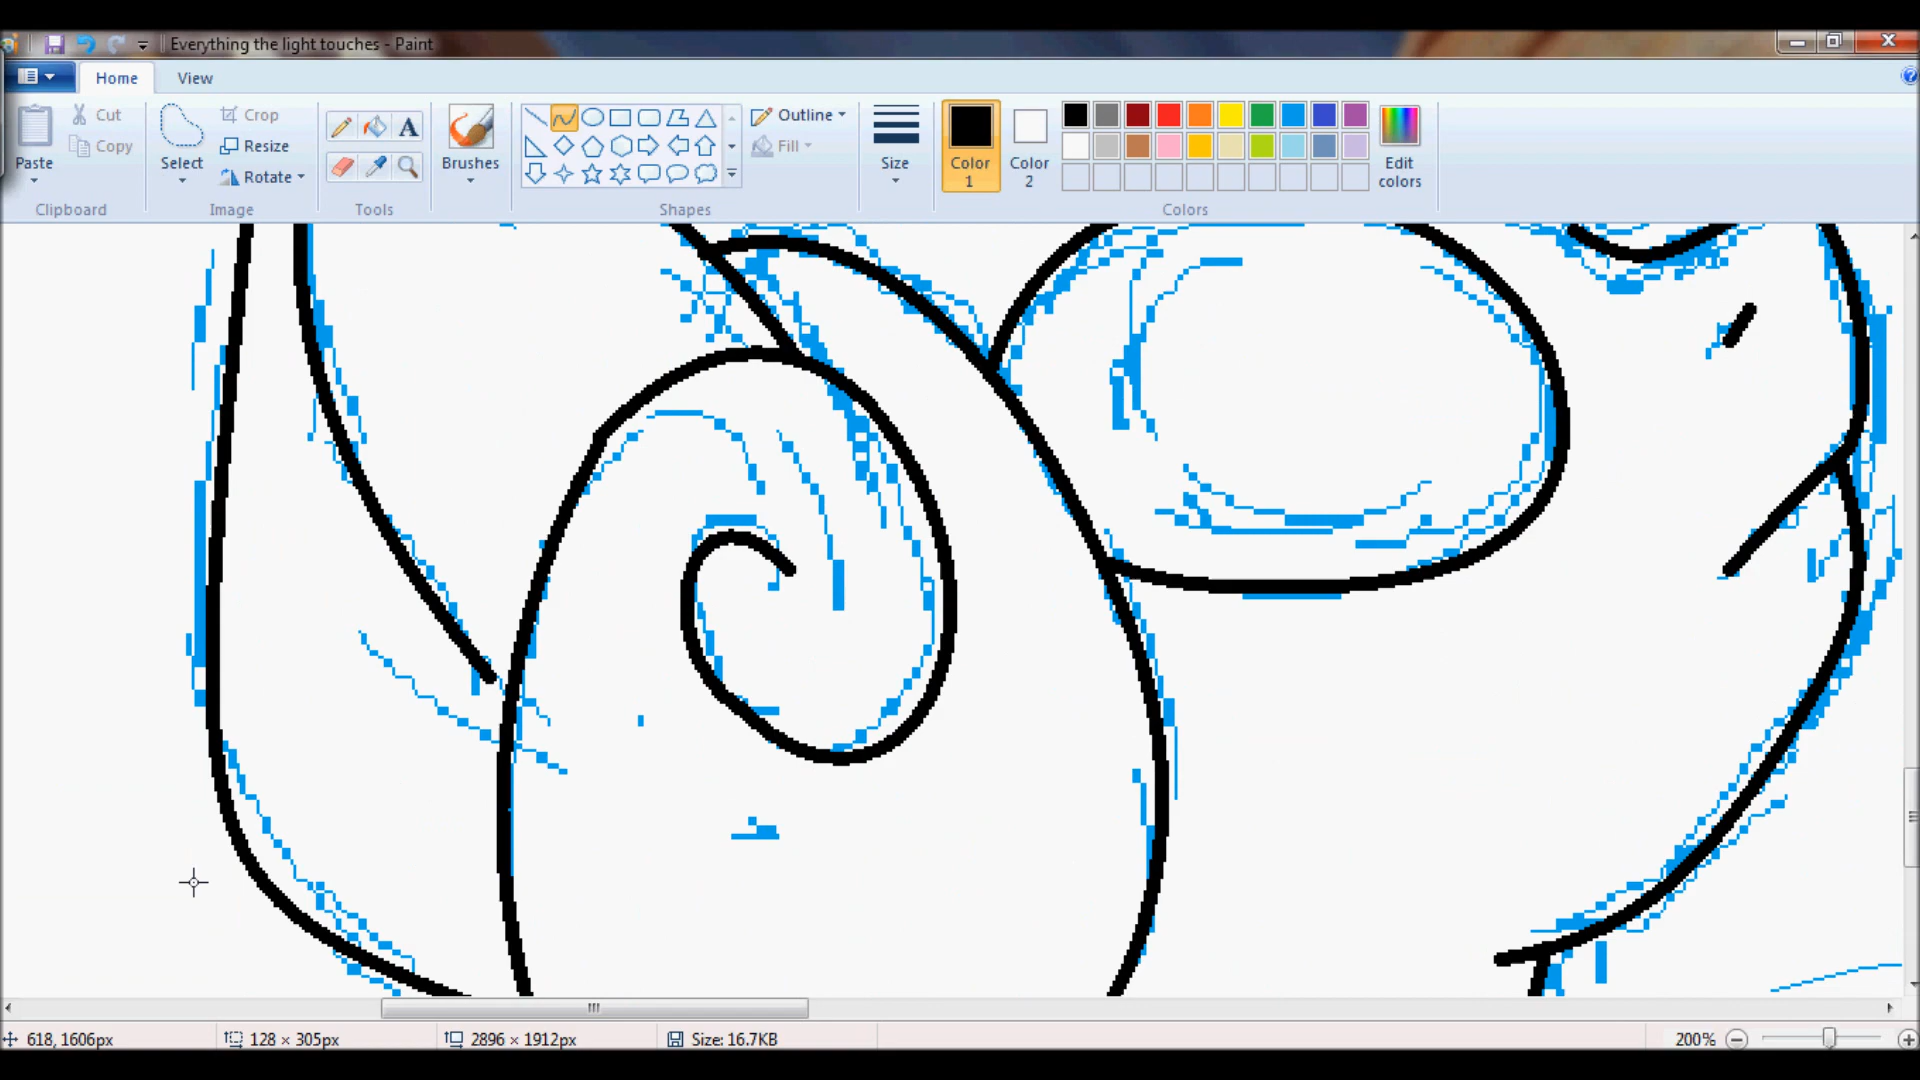 Everything the light touches - Paint
Home View
Cut
Copy
Paste
Clipboard
Select
Crop
Resize
Rotate
Image
A
Tools
Brushes
Outline
Fill
Shapes
Size
Color
1
Color
2
Edit
colors
Colors
618, 1606px
128 × 305px
2896 × 1912px
Size: 16.7KB
200%